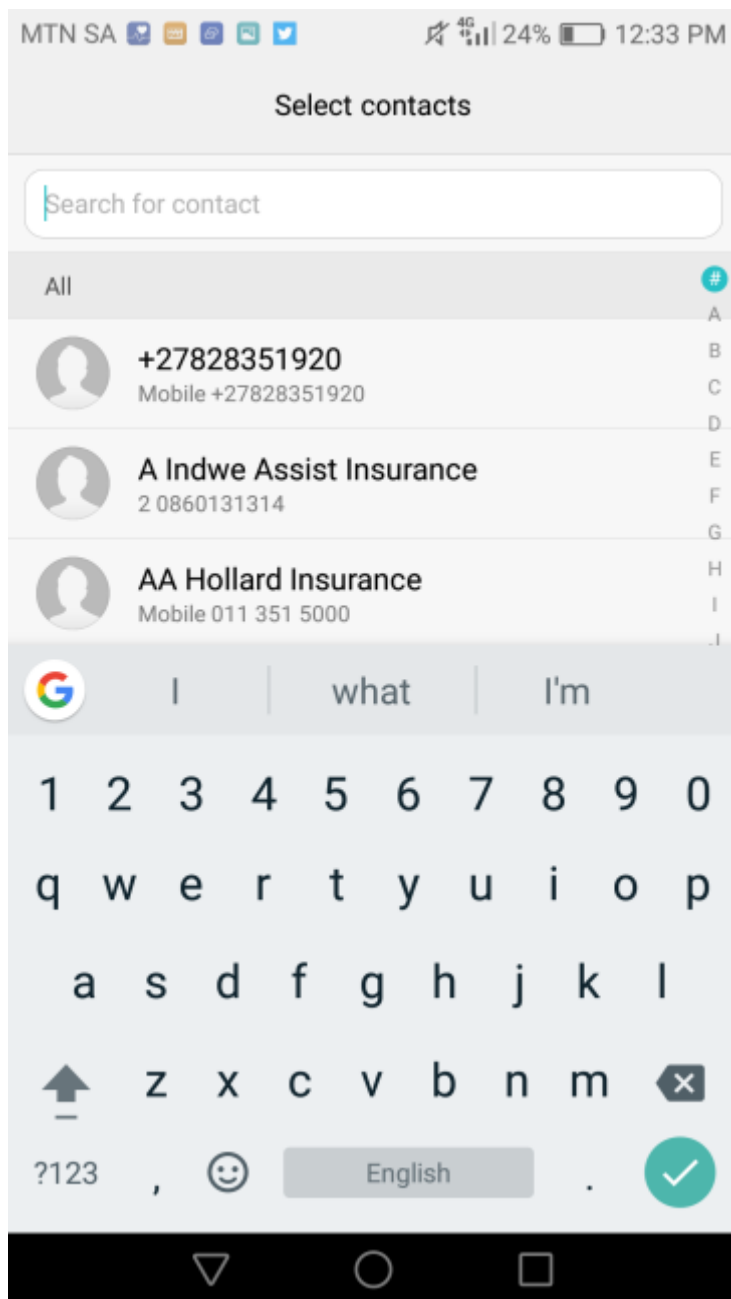 MTN SA 4G 24% 12:33 PM
Select contacts
Search for contact
All
#
A
+27828351920
B
Mobile +27828351920
C
D
A Indwe Assist Insurance
E
2 0860131314
F
G
AA Hollard Insurance
H
Mobile 011 351 5000
I
J
G I what I'm
1 2 3 4 5 6 7 8 9 0
q w e r t y u i o p
a s d f g h j k l
z x c v b n m
?123 , English .